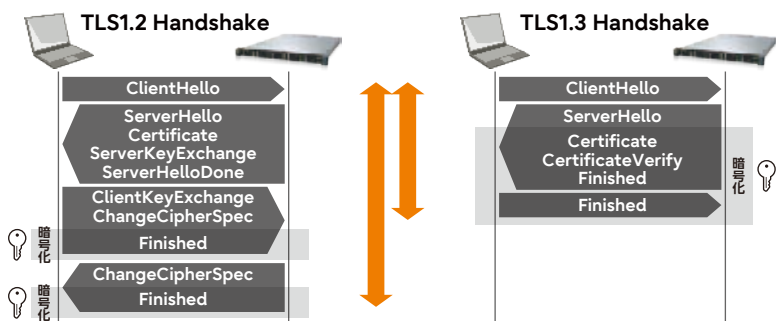 TLS1.2 Handshake
ClientHello
ServerHello
Certificate
ServerKeyExchange
ServerHelloDone
ClientKeyExchange
ChangeCipherSpec
Finished
暗号化
ChangeCipherSpec
Finished
暗号化
TLS1.3 Handshake
ClientHello
ServerHello
Certificate
CertificateVerify
Finished
Finished
暗号化